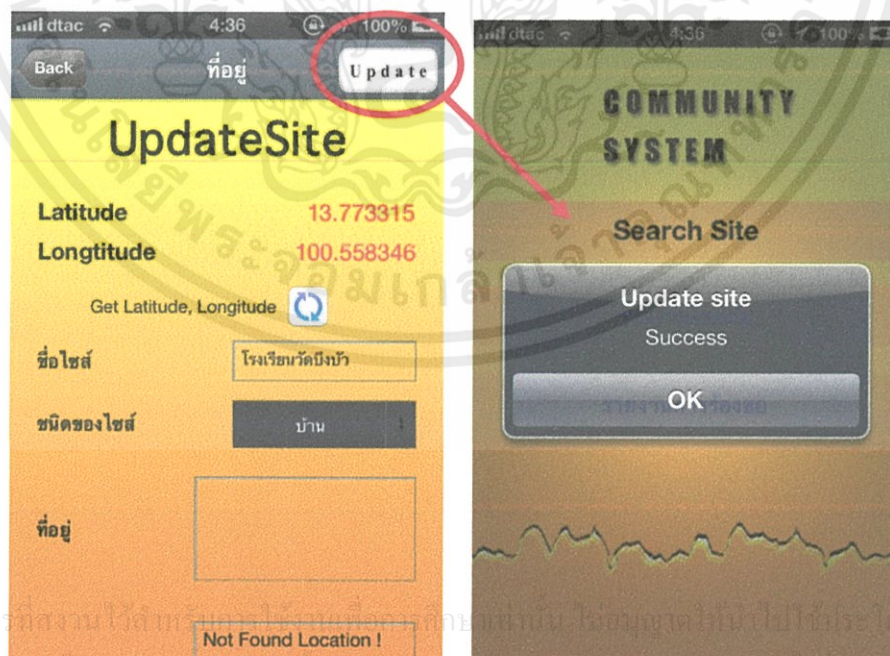 dtac 4:36 100%
Back ที่อยู่ Update
UpdateSite
Latitude 13.773315
Longtitude 100.558346
Get Latitude, Longitude
ชื่อไซส์ โรงเรียนวัดบึงบัว
ชนิดของไซส์ บ้าน
ที่อยู่
Not Found Location !
dtac 4:36 100%
COMMUNITY
SYSTEM
Search Site
Update site
Success
OK